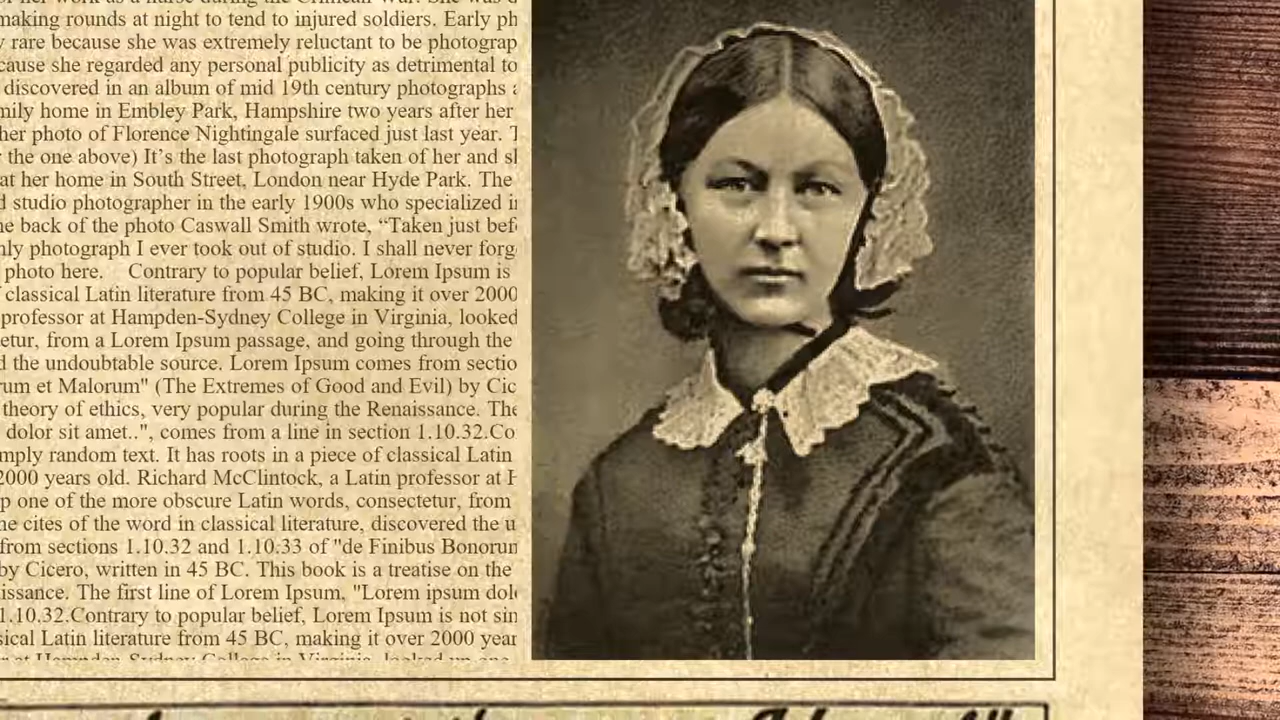 making rounds at night to tend to injured soldiers. Early ph
rare because she was extremely reluctant to be photograp
cause she regarded any personal publicity as detrimental to
discovered in an album of mid 19th century photographs
mily home in Embley Park, Hampshire two years after her
her photo of Florence Nightingale surfaced just last year. T
the one above) It's the last photograph taken of her and sl
at her home in South Street, London near Hyde Park. The
d studio photographer in the early 1900s who specialized in
ne back of the photo Caswall Smith wrote, “Taken just bef
nly photograph I ever took out of studio. I shall never forg
photo here. Contrary to popular belief, Lorem Ipsum is
classical Latin literature from 45 BC, making it over 2000
professor at Hampden-Sydney College in Virginia, looked
etur, from a Lorem Ipsum passage, and going through the
d the undoubtable source. Lorem Ipsum comes from sectio
rum et Malorum" (The Extremes of Good and Evil) by Cic
theory of ethics, very popular during the Renaissance. The
dolor sit amet..", comes from a line in section 1.10.32.Co
mply random text. It has roots in a piece of classical Latin
2000 years old. Richard McClintock, a Latin professor at H
p one of the more obscure Latin words, consectetur, from
he cites of the word in classical literature, discovered the u
from sections 1.10.32 and 1.10.33 of "de Finibus Bonorum
by Cicero, written in 45 BC. This book is a treatise on the
issance. The first line of Lorem Ipsum, "Lorem ipsum dol
1.10.32.Contrary to popular belief, Lorem Ipsum is not sin
sical Latin literature from 45 BC, making it over 2000 year